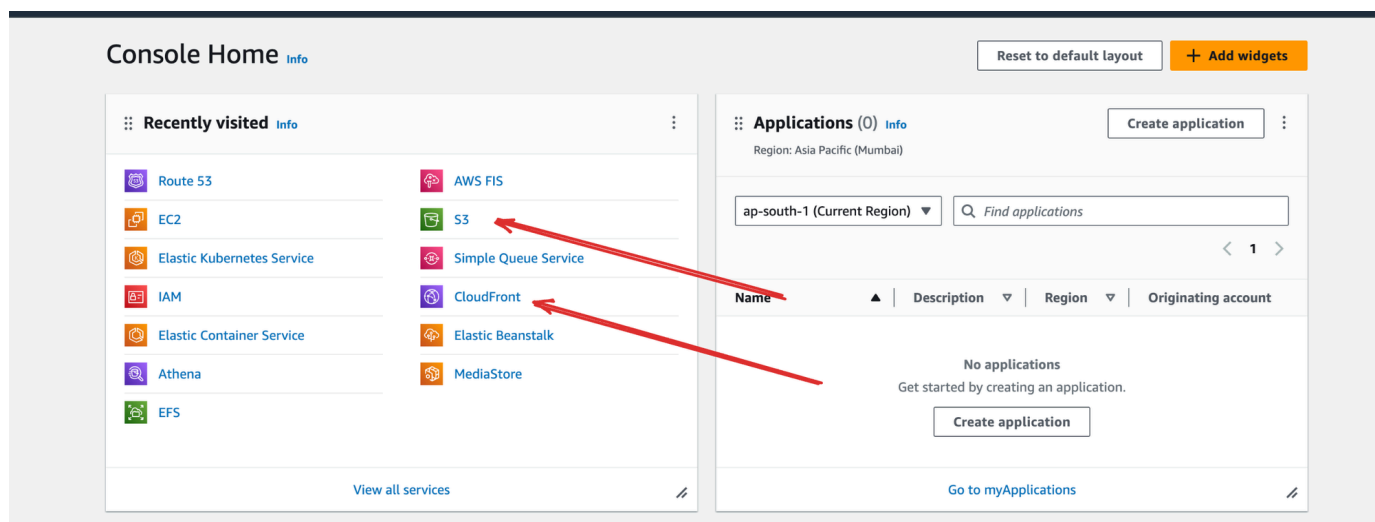 Console Home Info
Reset to default layout
+ Add widgets
Recently visited Info
Route 53
AWS FIS
EC2
S3
Elastic Kubernetes Service
Simple Queue Service
IAM
CloudFront
Elastic Container Service
Elastic Beanstalk
Athena
MediaStore
EFS
View all services
Applications (0) Info
Create application
Region: Asia Pacific (Mumbai)
ap-south-1 (Current Region)
Find applications
1
Name
Description
Region
Originating account
No applications
Get started by creating an application.
Create application
Go to myApplications